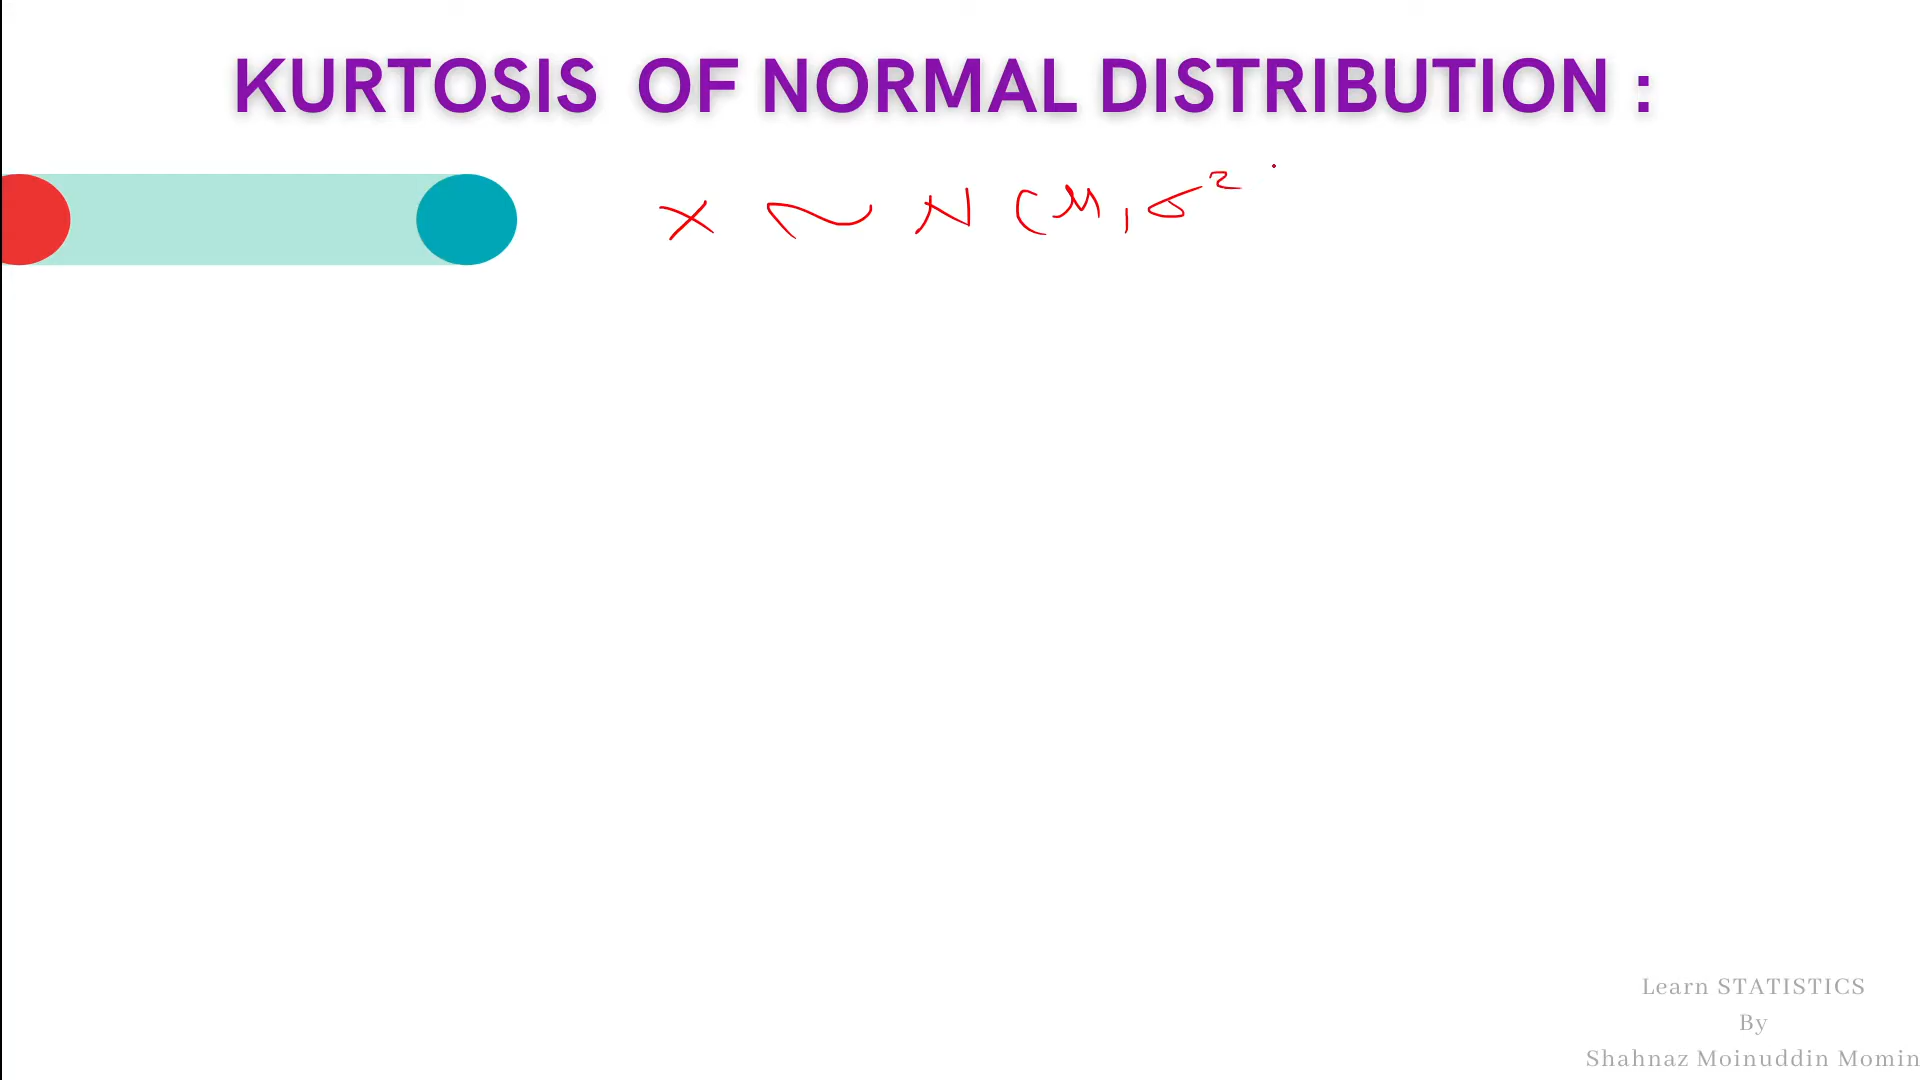 KURTOSIS OF NORMAL DISTRIBUTION :
X ~ N (μ, σ²
Learn STATISTICS
By
Shahnaz Moinuddin Momin